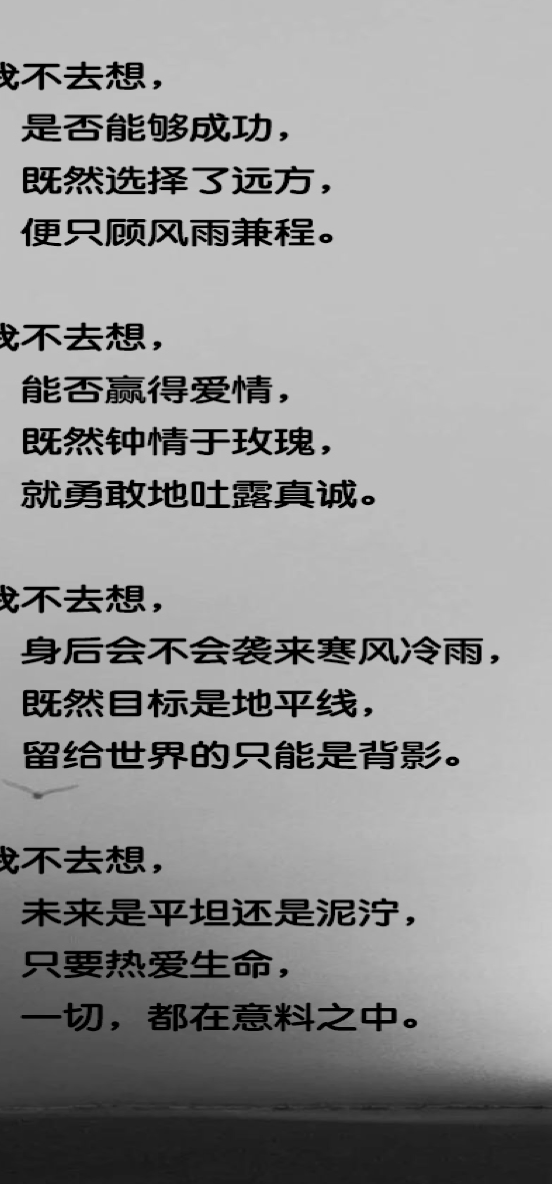 我不去想，
是否能够成功，
既然选择了远方，
便只顾风雨兼程。
我不去想，
能否赢得爱情，
既然钟情于玫瑰，
就勇敢地吐露真诚。
我不去想，
身后会不会袭来寒风冷雨，
既然目标是地平线，
留给世界的只能是背影。
我不去想，
未来是平坦还是泥泞，
只要热爱生命，
一切，都在意料之中。